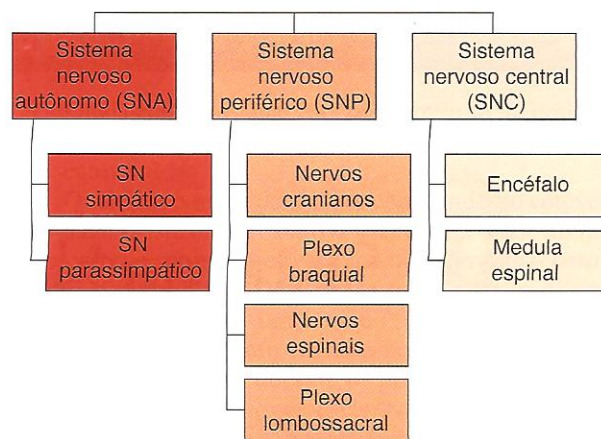 Sistema
nervoso
autônomo (SNA)
SN
simpático
SN
parassimpático
Sistema
nervoso
periférico (SNP)
Nervos
cranianos
Plexo
braquial
Nervos
espinais
Plexo
lombossacral
Sistema
nervoso central
(SNC)
Encéfalo
Medula
espinal